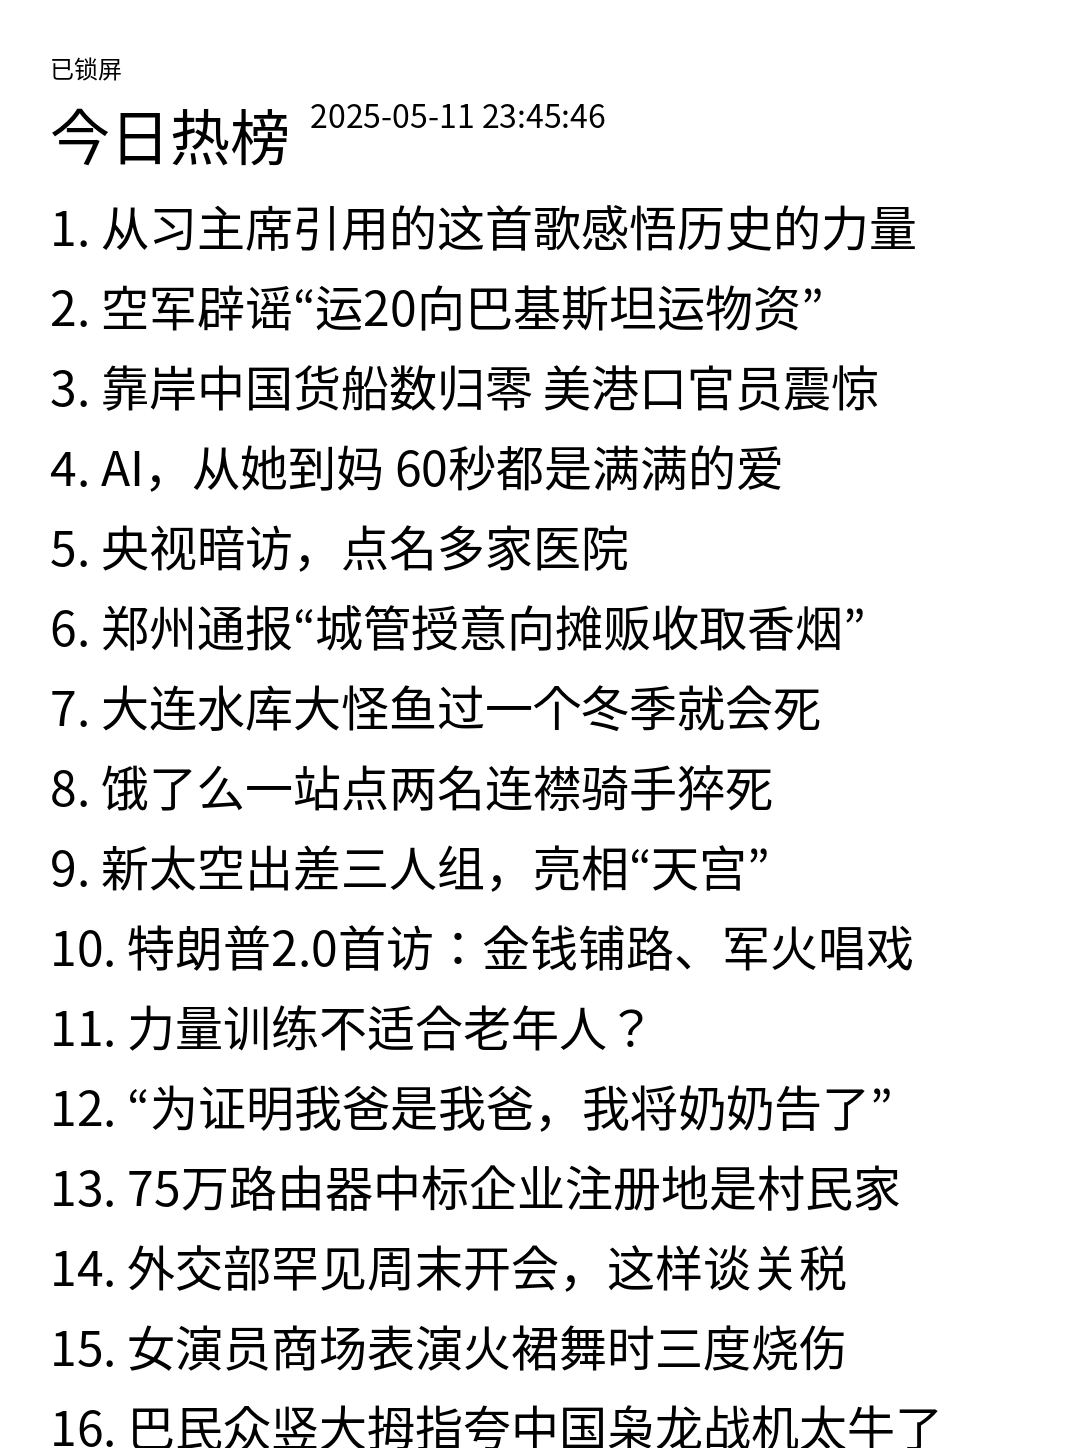 已锁屏
今日热榜 2025-05-11 23:45:46
1. 从习主席引用的这首歌感悟历史的力量
2. 空军辟谣“运20向巴基斯坦运物资”
3. 靠岸中国货船数归零 美港口官员震惊
4. AI，从她到妈 60秒都是满满的爱
5. 央视暗访，点名多家医院
6. 郑州通报“城管授意向摊贩收取香烟”
7. 大连水库大怪鱼过一个冬季就会死
8. 饿了么一站点两名连襟骑手猝死
9. 新太空出差三人组，亮相“天宫”
10. 特朗普2.0首访：金钱铺路、军火唱戏
11. 力量训练不适合老年人？
12. “为证明我爸是我爸，我将奶奶告了”
13. 75万路由器中标企业注册地是村民家
14. 外交部罕见周末开会，这样谈关税
15. 女演员商场表演火裙舞时三度烧伤
16. 巴民众竖大拇指夸中国枭龙战机太牛了